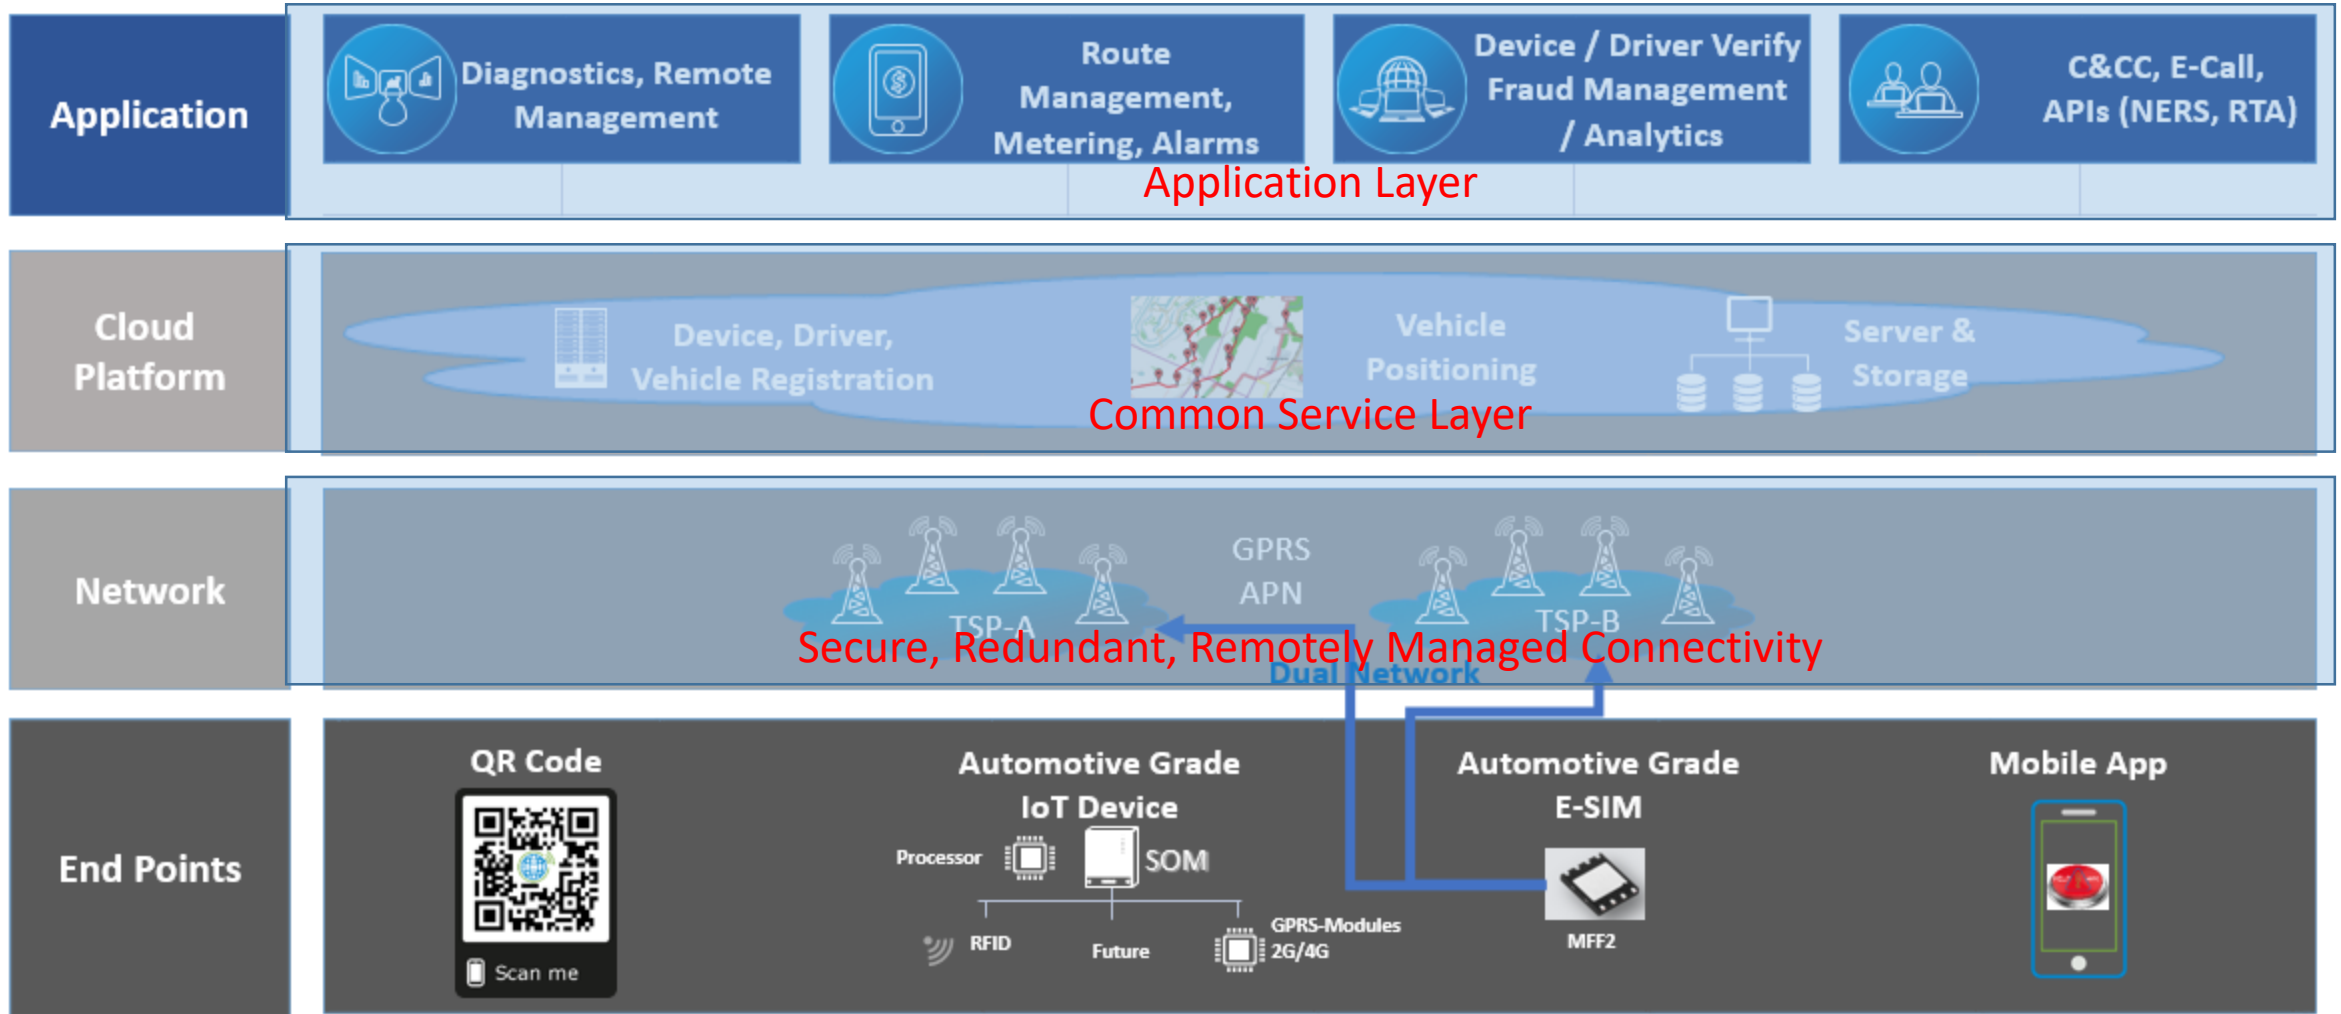 Application
Diagnostics, Remote
Management
Route
Management,
Metering, Alarms
Device / Driver Verify
Fraud Management
/ Analytics
C&CC, E-Call,
APIs (NERS, RTA)
Application Layer
Cloud
Platform
Device, Driver,
Vehicle Registration
Vehicle
Positioning
Server &
Storage
Common Service Layer
Network
GPRS
APN
TSP-A
TSP-B
Secure, Redundant, Remotely Managed Connectivity
Dual Network
End Points
QR Code
Scan me
Automotive Grade
IoT Device
Processor
SOM
RFID
Future
GPRS-Modules
2G/4G
Automotive Grade
E-SIM
MFF2
Mobile App